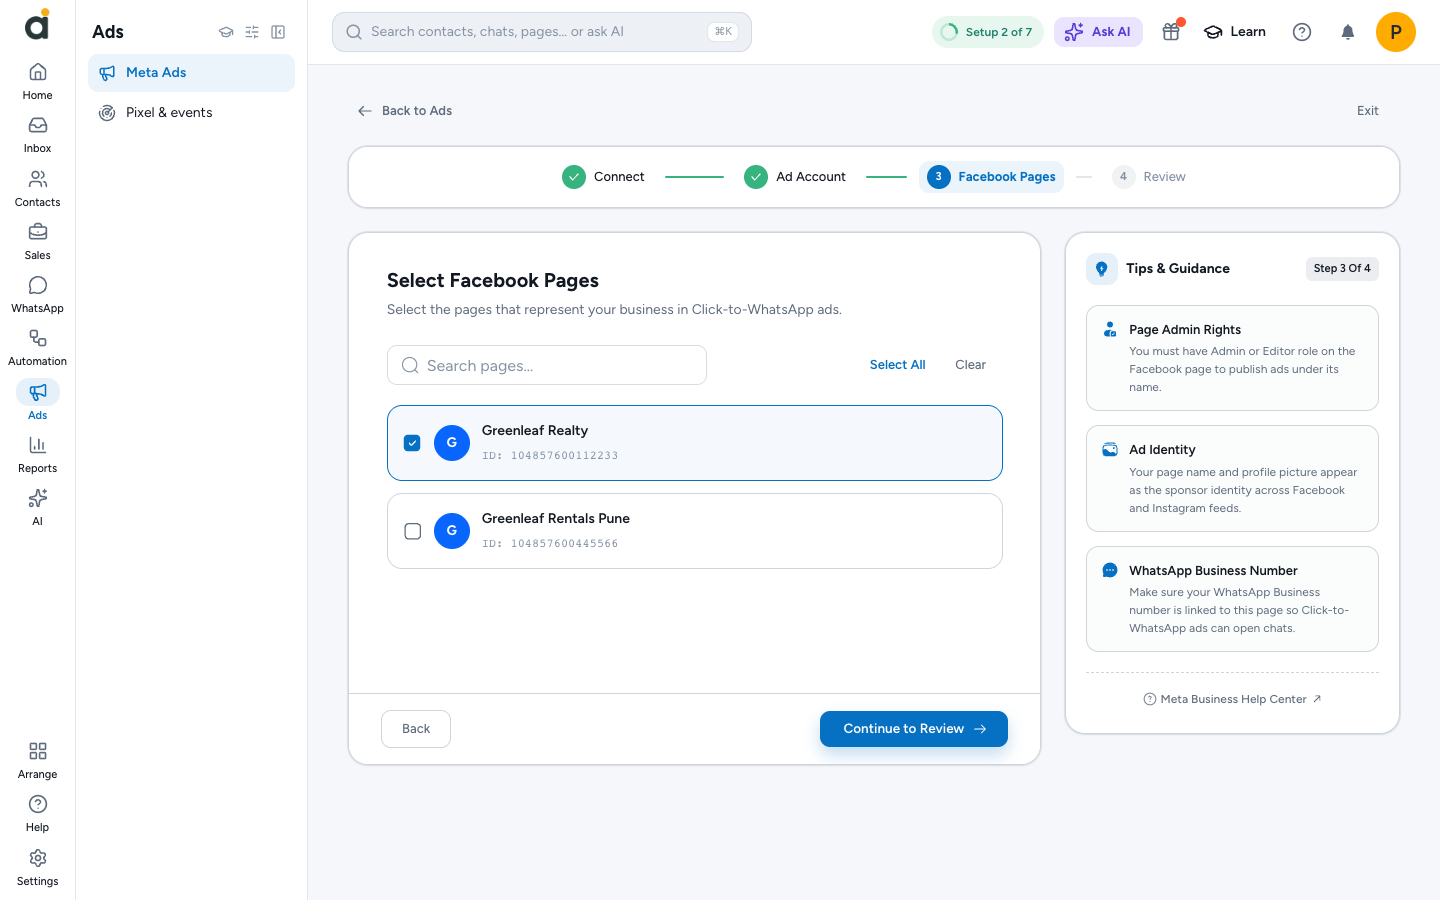 Search contacts, chats, pages... or ask AI
⌘K
Setup 2 of 7
Ask AI
Learn
P
Home
Inbox
Contacts
Sales
WhatsApp
Automation
Ads
Reports
AI
Arrange
Help
Settings
Ads
Meta Ads
Pixel & events
Back to Ads
Exit
Connect
Ad Account
3 Facebook Pages
4 Review
Select Facebook Pages
Select the pages that represent your business in Click-to-WhatsApp ads.
Search pages...
Select All
Clear
G
Greenleaf Realty
ID: 104857600112233
G
Greenleaf Rentals Pune
ID: 104857600445566
Back
Continue to Review
Tips & Guidance
Step 3 Of 4
Page Admin Rights
You must have Admin or Editor role on the
Facebook page to publish ads under its
name.
Ad Identity
Your page name and profile picture appear
as the sponsor identity across Facebook
and Instagram feeds.
WhatsApp Business Number
Make sure your WhatsApp Business
number is linked to this page so Click-to-
WhatsApp ads can open chats.
Meta Business Help Center